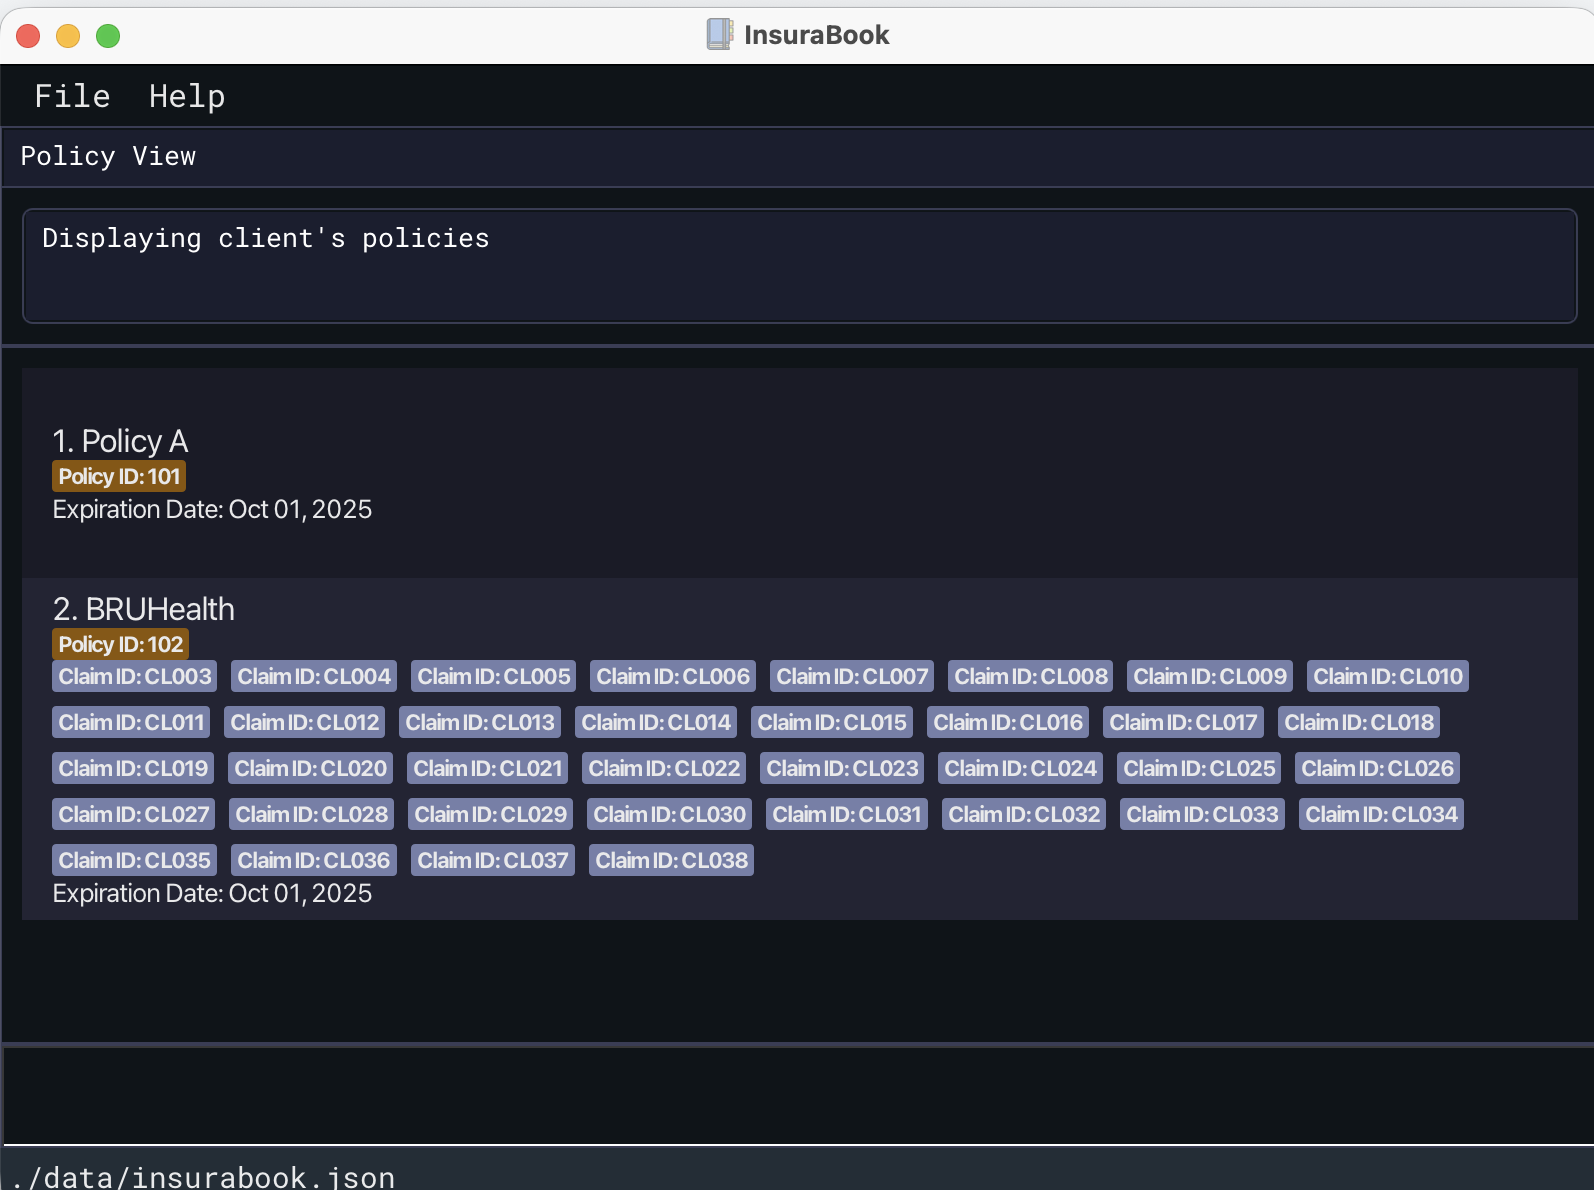 InsuraBook
File Help
Policy View
Displaying client's policies
1. Policy A
Policy ID: 101
Expiration Date: Oct 01, 2025
2. BRUHealth
Policy ID: 102
Claim ID: CL003 Claim ID: CL004 Claim ID: CL005 Claim ID: CL006 Claim ID: CL007 Claim ID: CL008 Claim ID: CL009 Claim ID: CL010
Claim ID: CL011 Claim ID: CL012 Claim ID: CL013 Claim ID: CL014 Claim ID: CL015 Claim ID: CL016 Claim ID: CL017 Claim ID: CL018
Claim ID: CL019 Claim ID: CL020 Claim ID: CL021 Claim ID: CL022 Claim ID: CL023 Claim ID: CL024 Claim ID: CL025 Claim ID: CL026
Claim ID: CL027 Claim ID: CL028 Claim ID: CL029 Claim ID: CL030 Claim ID: CL031 Claim ID: CL032 Claim ID: CL033 Claim ID: CL034
Claim ID: CL035 Claim ID: CL036 Claim ID: CL037 Claim ID: CL038
Expiration Date: Oct 01, 2025
./data/insurabook.json